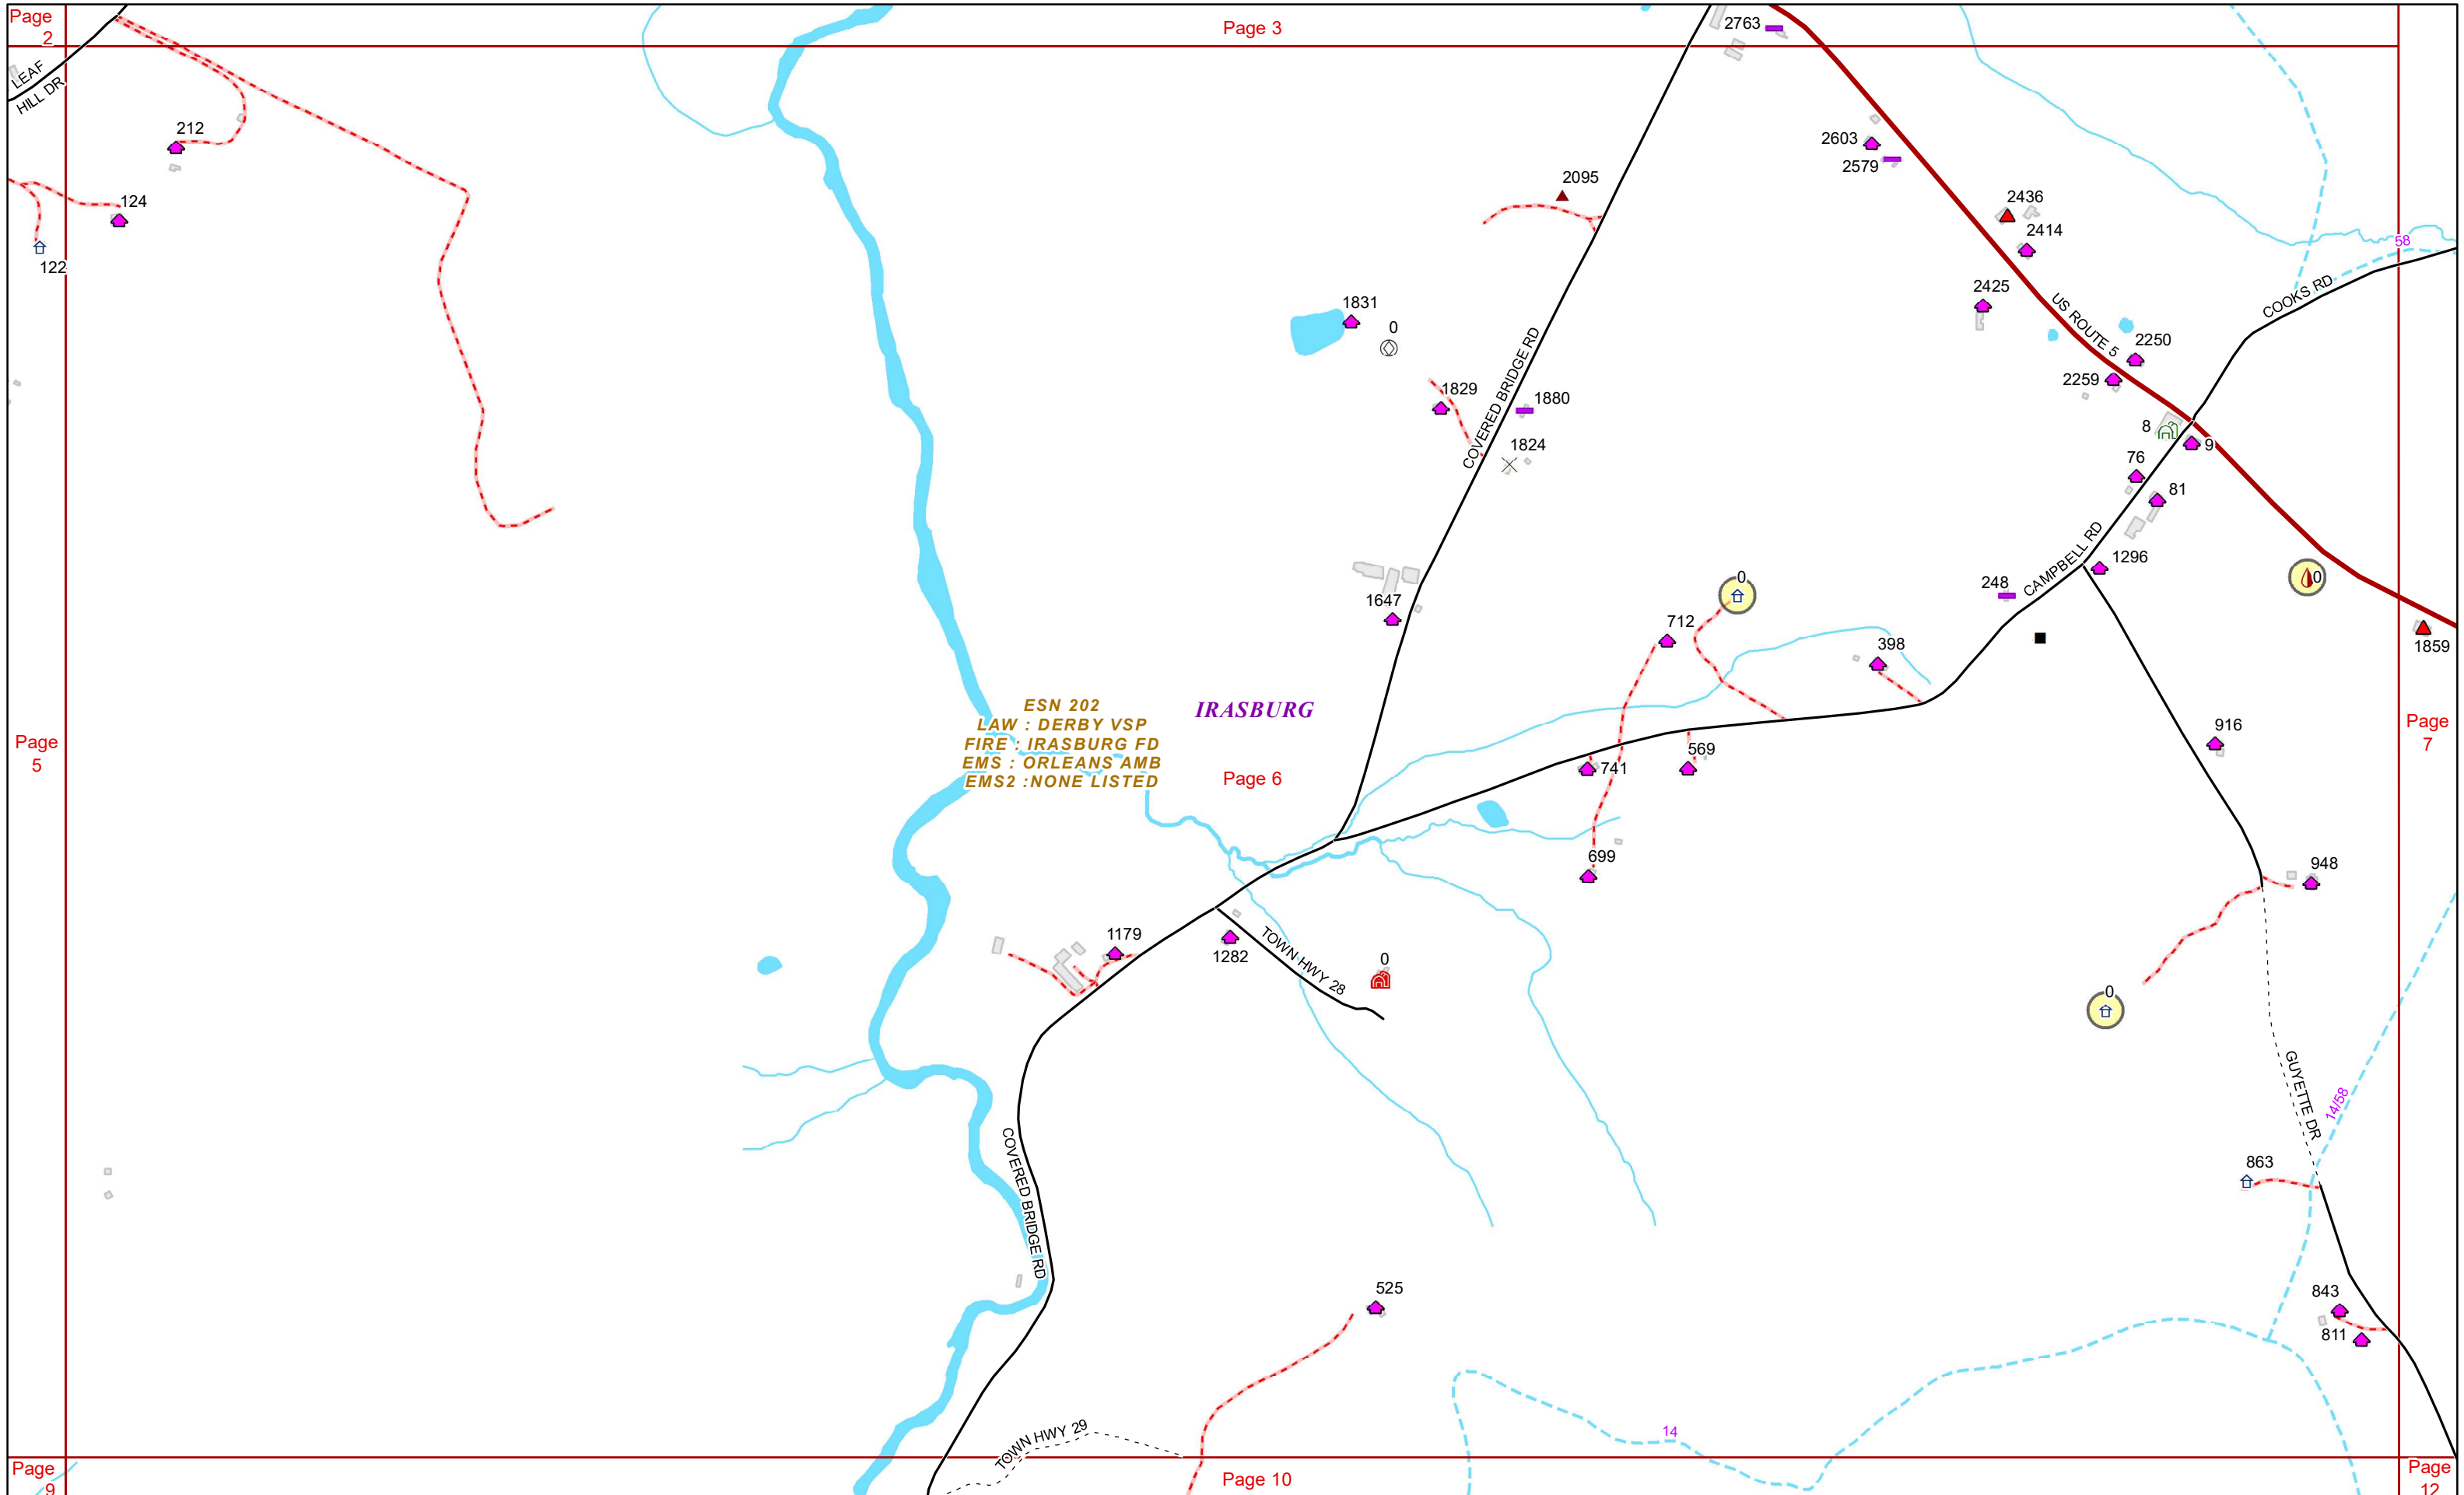 Page
2
Page 3
2763
LEAF
HILL DR
212
124
122
2603
2579
2095
2436
2414
58
2425
COOKS RD
1831
0
US ROUTE 5
2250
2259
COVERED BRIDGE RD
1829
1880
1824
8
9
76
81
CAMPBELL RD
1296
248
0
0
1647
712
398
1859
ESN 202
LAW : DERBY VSP
FIRE : IRASBURG FD
EMS : ORLEANS AMB
EMS2 :NONE LISTED
IRASBURG
Page
5
Page 6
Page
7
916
741
569
699
948
1179
1282
TOWN HWY 28
0
0
GUYETTE DR
14/58
COVERED BRIDGE RD
863
525
843
811
TOWN HWY 29
14
Page
9
Page 10
Page
12